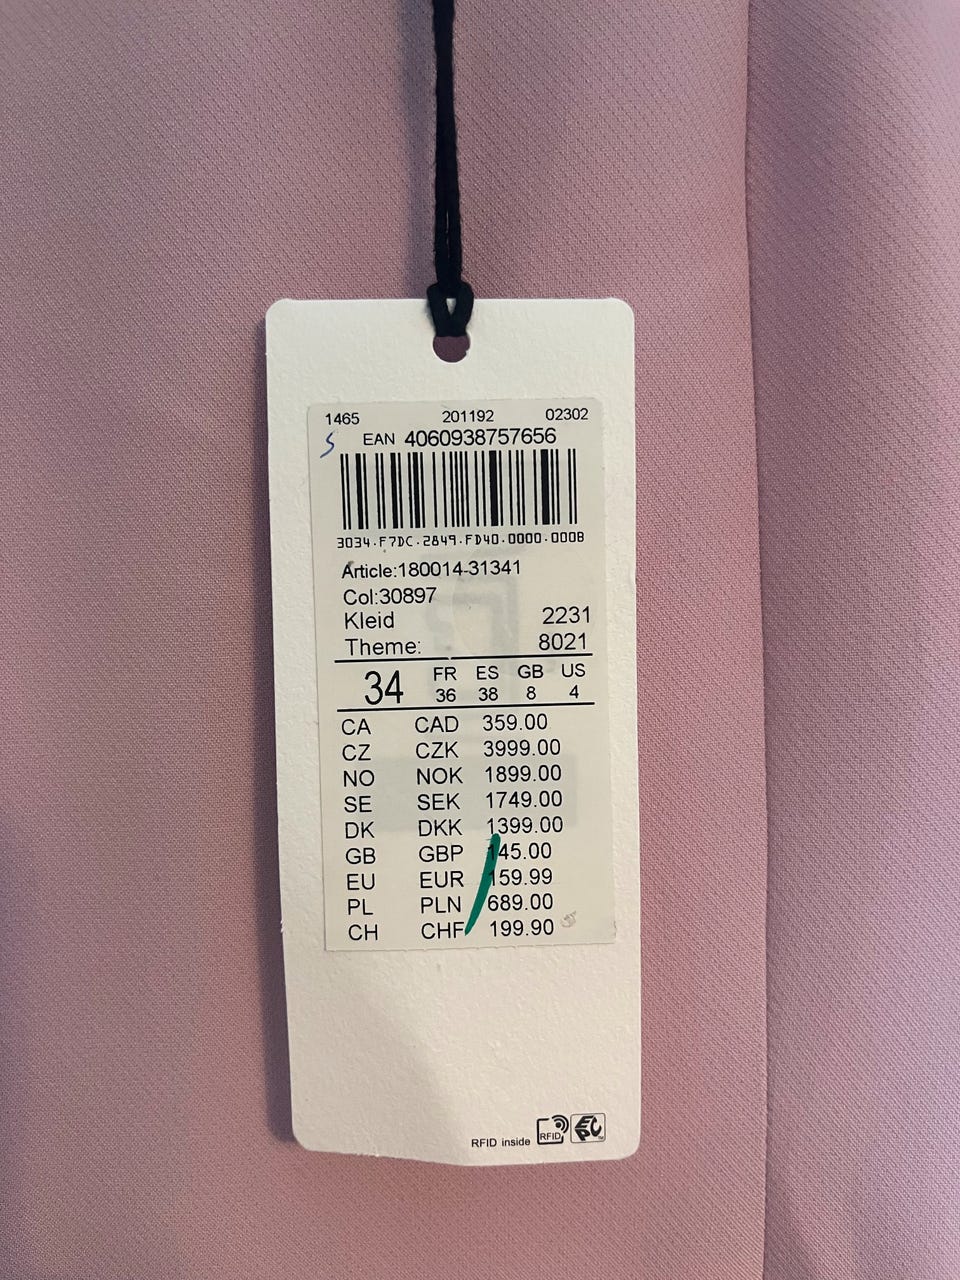 1465 201192 02302
S EAN 4060938757656
3034.F7DC.2849.FD40.0000.000B
Article:180014-31341
Col:30897
Kleid 2231
Theme: 8021
34 FR ES GB US
36 38 8 4
CA CAD 359.00
CZ CZK 3999.00
NO NOK 1899.00
SE SEK 1749.00
DK DKK 1399.00
GB GBP 145.00
EU EUR 159.99
PL PLN 689.00
CH CHF 199.90
RFID inside RFID EPC